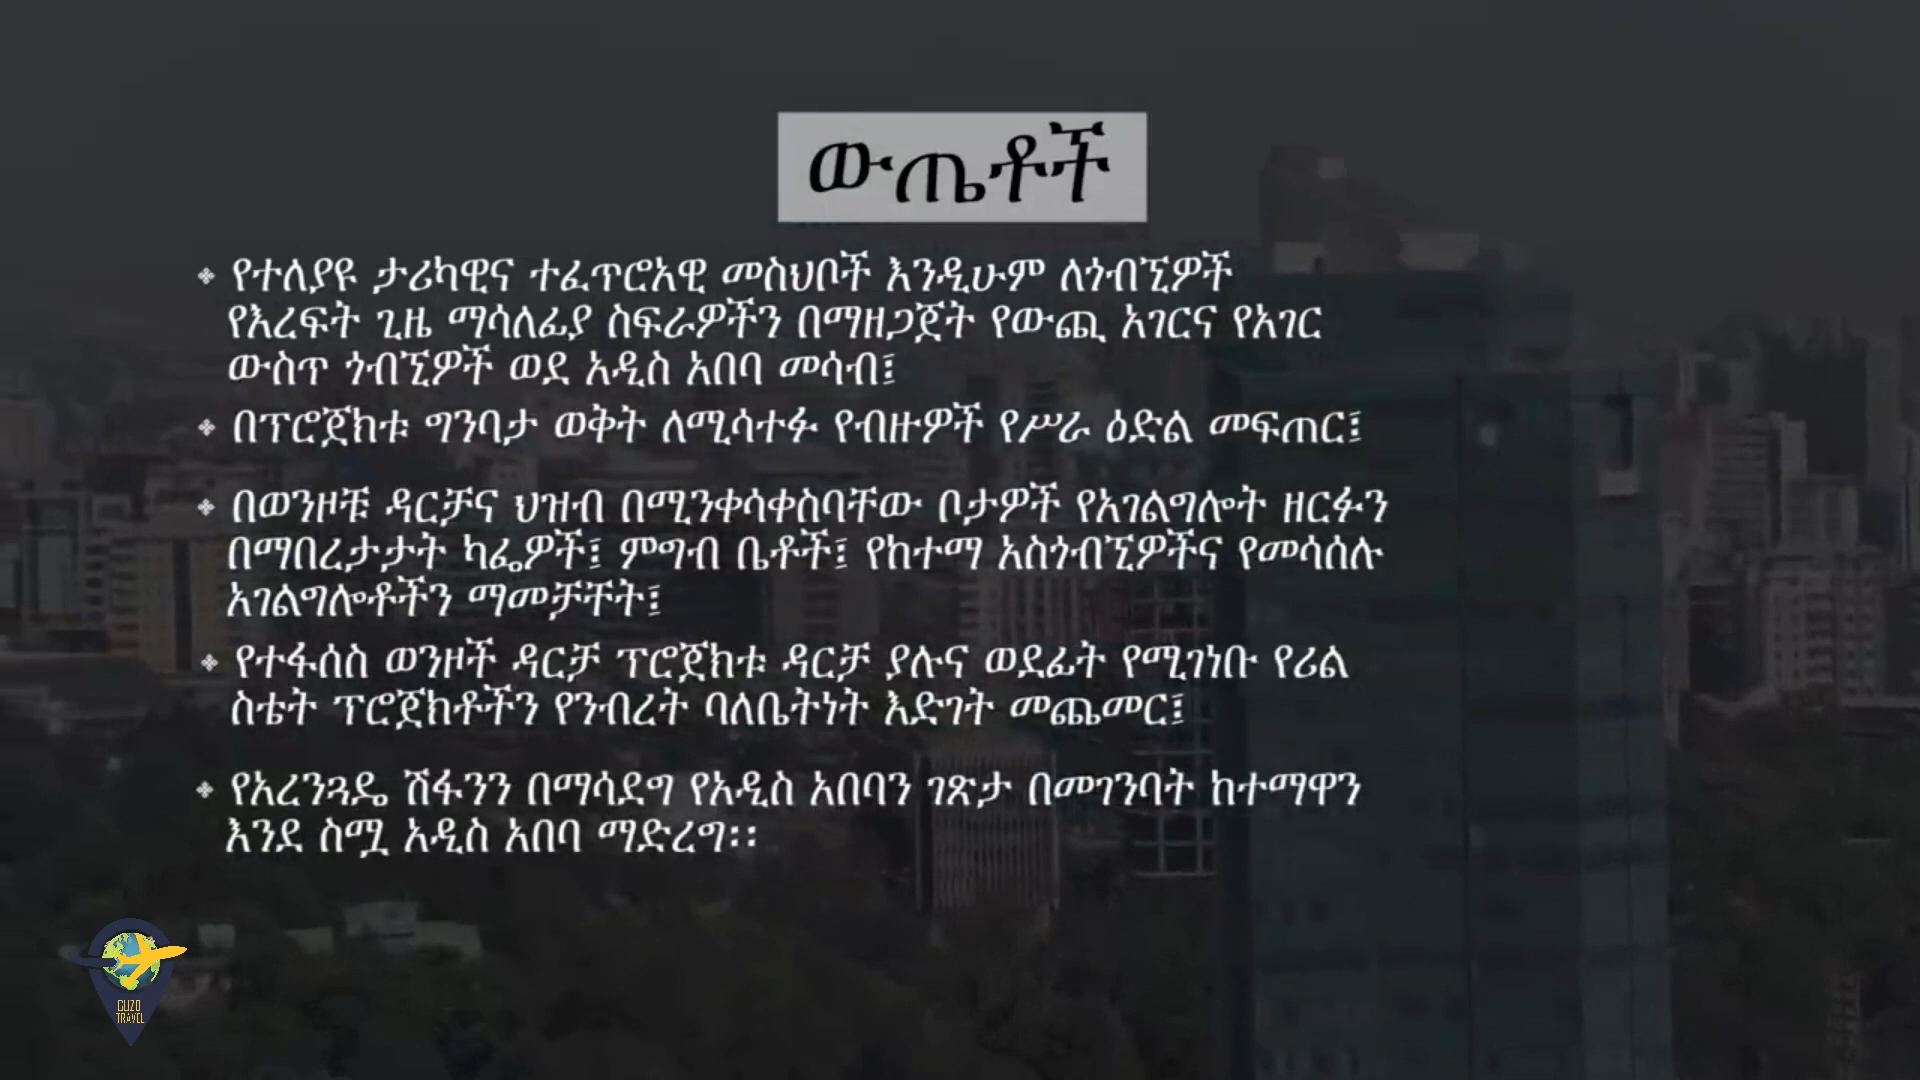 ውጤቶች
የተለያዩ ታሪካዊና ተፈጥሮአዊ መስህቦች እንዲሁም ለጎብኚዎች
የእረፍት ጊዜ ማሳለፊያ ስፍራዎችን በማዘጋጀት የውጪ አገርና የአገር
ውስጥ ጎብኚዎች ወደ አዲስ አበባ መሳብ፤
በፕሮጀክቱ ግንባታ ወቅት ለሚሳተፉ የብዙዎች የሥራ ዕድል መፍጠር፤
በወንዞቹ ዳርቻና ህዝብ በሚንቀሳቀስባቸው ቦታዎች የአገልግሎት ዘርፉን
በማበረታታት ካፌዎች፤ ምግብ ቤቶች፤ የከተማ አስጎብኚዎችና የመሳሰሉ
አገልግሎቶችን ማመቻቸት፤
የተፋሰስ ወንዞች ዳርቻ ፕሮጀክቱ ዳርቻ ያሉና ወደፊት የሚገነቡ የሪል
ስቴት ፕሮጀክቶችን የንብረት ባለቤትነት እድገት መጨመር፤
የአረንጓዴ ሽፋንን በማሳደግ የአዲስ አበባን ገጽታ በመገንባት ከተማዋን
እንደ ስሟ አዲስ አበባ ማድረግ፡፡
GUZO
TRAVEL